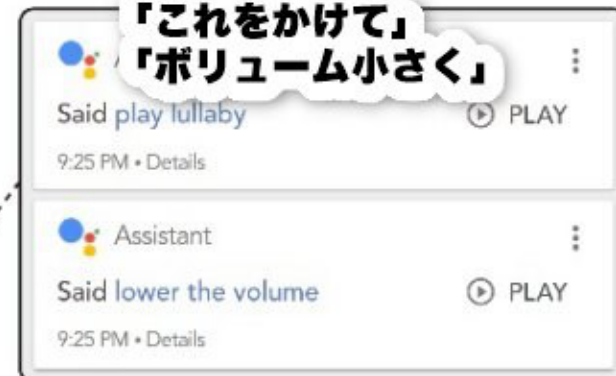 「これをかけて」
「ボリューム小さく」
Said play lullaby
PLAY
9:25 PM • Details
Assistant
Said lower the volume
PLAY
9:25 PM • Details